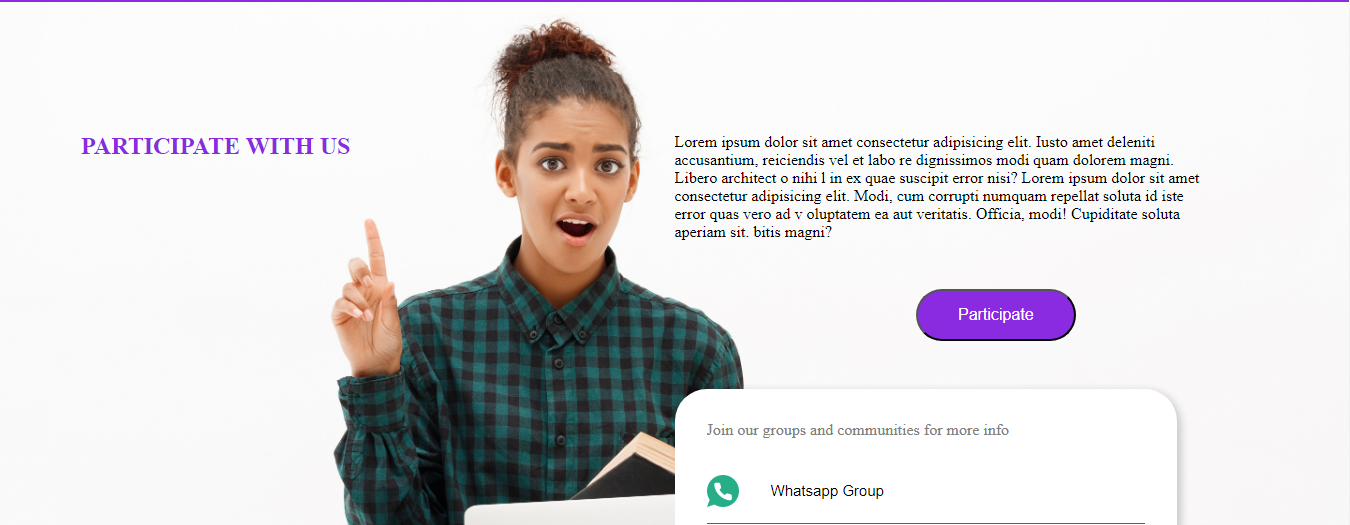 PARTICIPATE WITH US
Lorem ipsum dolor sit amet consectetur adipisicing elit. Iusto amet deleniti
accusantium, reiciendis vel et labo re dignissimos modi quam dolorem magni.
Libero architect o nihi l in ex quae suscipit error nisi? Lorem ipsum dolor sit amet
consectetur adipisicing elit. Modi, cum corrupti numquam repellat soluta id iste
error quas vero ad v oluptatem ea aut veritatis. Officia, modi! Cupiditate soluta
aperiam sit. bitis magni?
Participate
Join our groups and communities for more info
Whatsapp Group